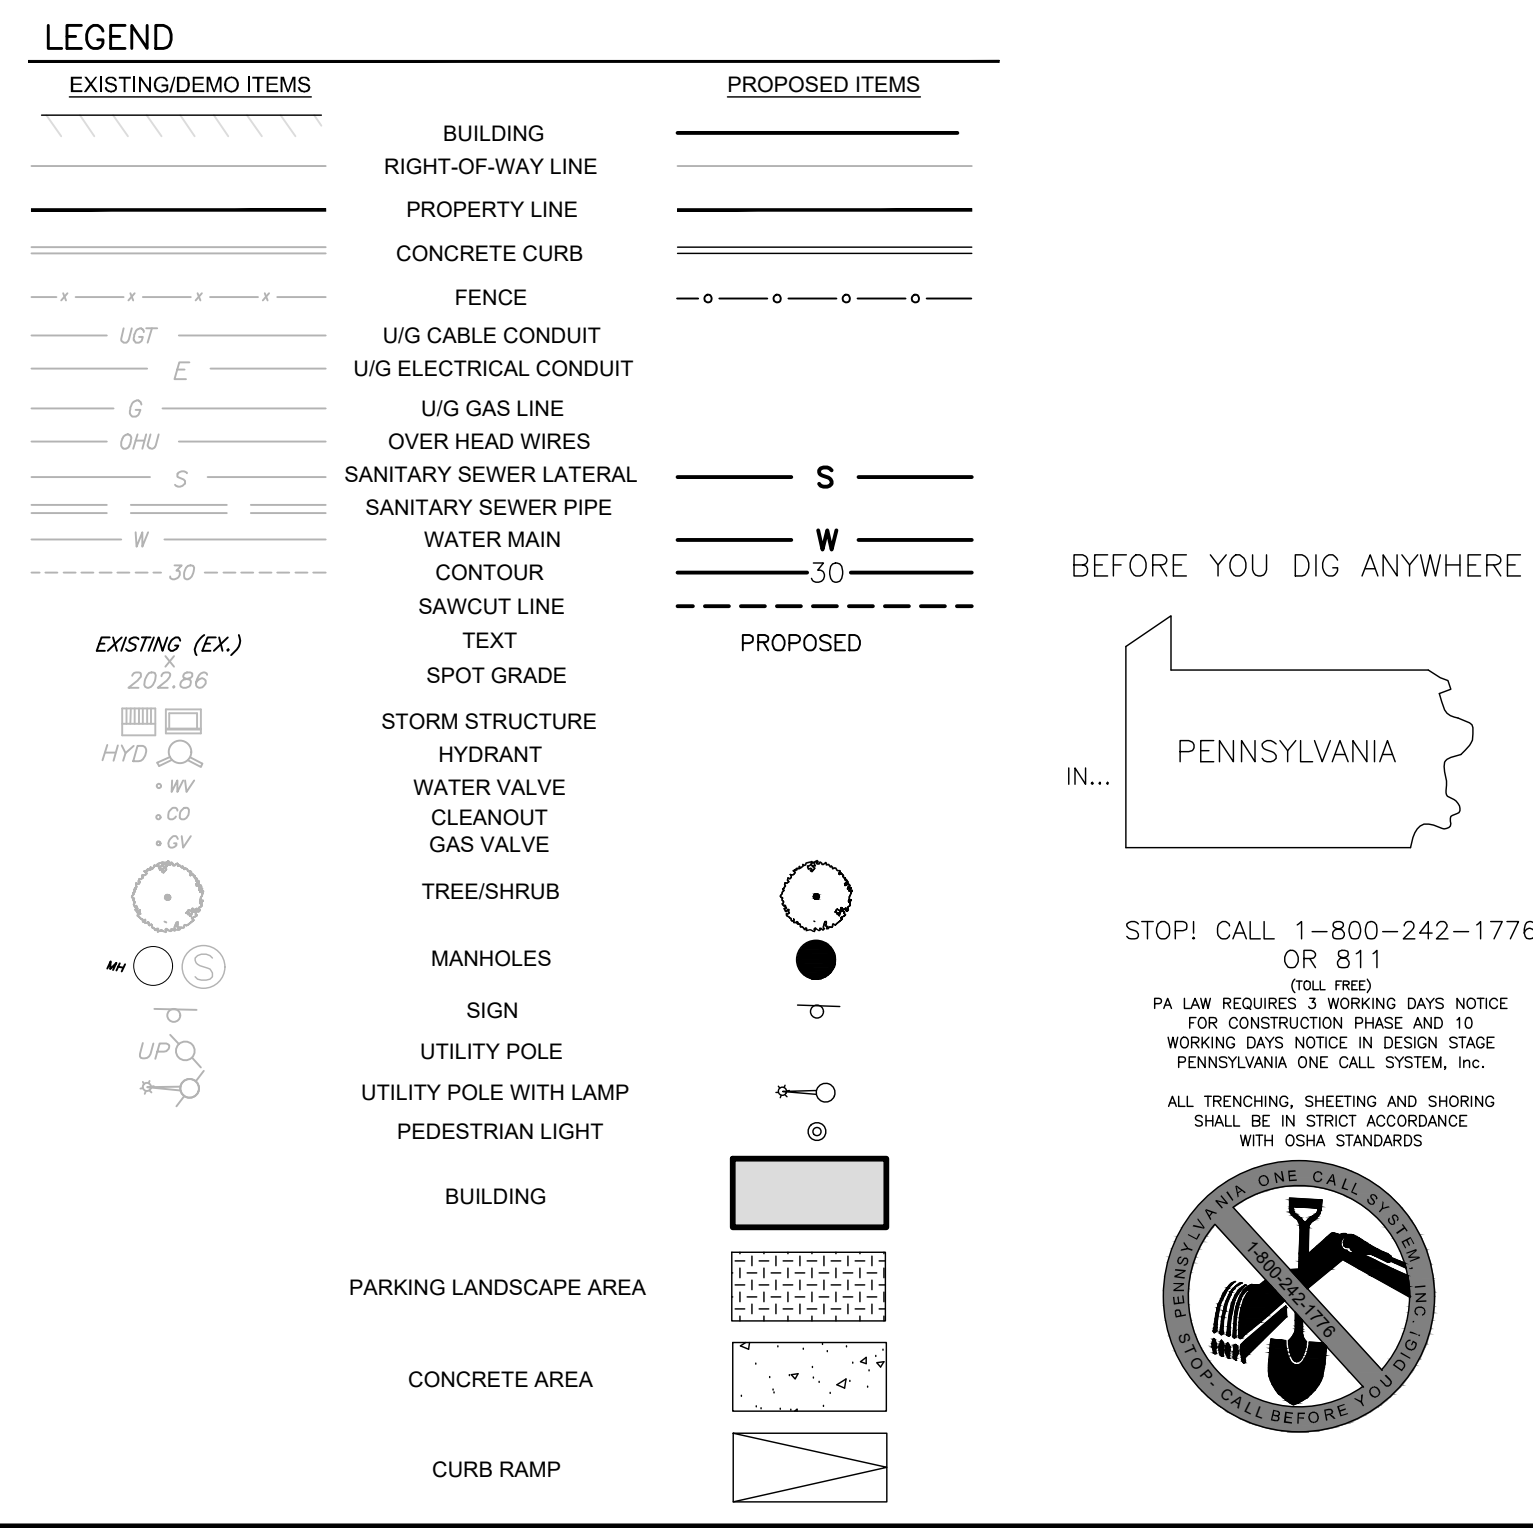 LEGEND
EXISTING/DEMO ITEMS PROPOSED ITEMS
BUILDING
RIGHT-OF-WAY LINE
PROPERTY LINE
CONCRETE CURB
x x x x FENCE o o o o
UGT U/G CABLE CONDUIT
E U/G ELECTRICAL CONDUIT
G U/G GAS LINE
OHU OVER HEAD WIRES
S SANITARY SEWER LATERAL S
SANITARY SEWER PIPE
W WATER MAIN W
30 CONTOUR 30
SAWCUT LINE
EXISTING (EX.) TEXT PROPOSED
x
202.86 SPOT GRADE
STORM STRUCTURE
HYD HYDRANT
WV WATER VALVE
CO CLEANOUT
GV GAS VALVE
TREE/SHRUB
MH S MANHOLES
SIGN
UP UTILITY POLE
UTILITY POLE WITH LAMP
PEDESTRIAN LIGHT
BUILDING
PARKING LANDSCAPE AREA
CONCRETE AREA
CURB RAMP
BEFORE YOU DIG ANYWHERE
PENNSYLVANIA
IN...
STOP! CALL 1-800-242-1776
OR 811
(TOLL FREE)
PA LAW REQUIRES 3 WORKING DAYS NOTICE
FOR CONSTRUCTION PHASE AND 10
WORKING DAYS NOTICE IN DESIGN STAGE
PENNSYLVANIA ONE CALL SYSTEM, Inc.
ALL TRENCHING, SHEETING AND SHORING
SHALL BE IN STRICT ACCORDANCE
WITH OSHA STANDARDS
PENNSYLVANIA ONE CALL SYSTEM, INC.
1-800-242-1776
STOP- CALL BEFORE YOU DIG!